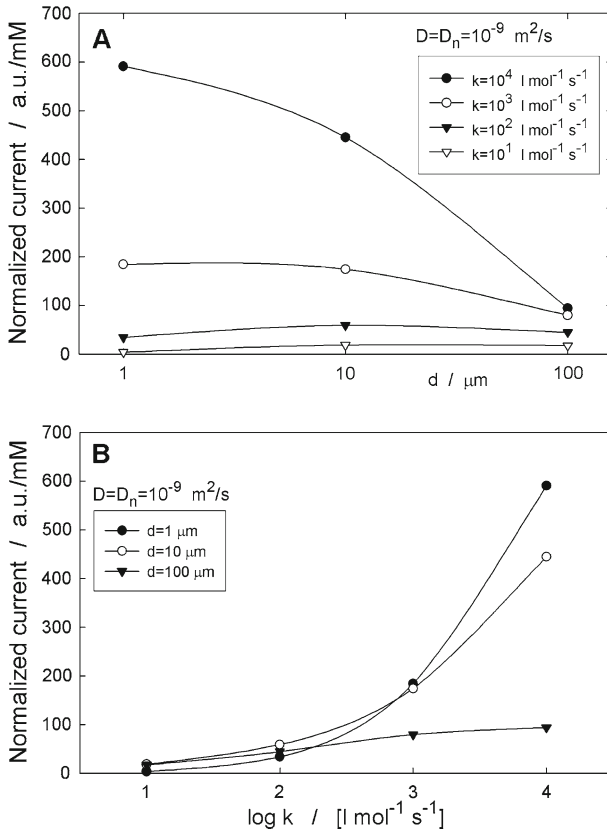 A
D=Dn=10⁻⁹ m²/s
k=10⁴ l mol⁻¹ s⁻¹
k=10³ l mol⁻¹ s⁻¹
k=10² l mol⁻¹ s⁻¹
k=10¹ l mol⁻¹ s⁻¹
Normalized current / a.u./mM
700
600
500
400
300
200
100
0
1
10
100
d / μm
B
D=Dn=10⁻⁹ m²/s
d=1 μm
d=10 μm
d=100 μm
Normalized current / a.u./mM
700
600
500
400
300
200
100
0
1
2
3
4
log k / [l mol⁻¹ s⁻¹]